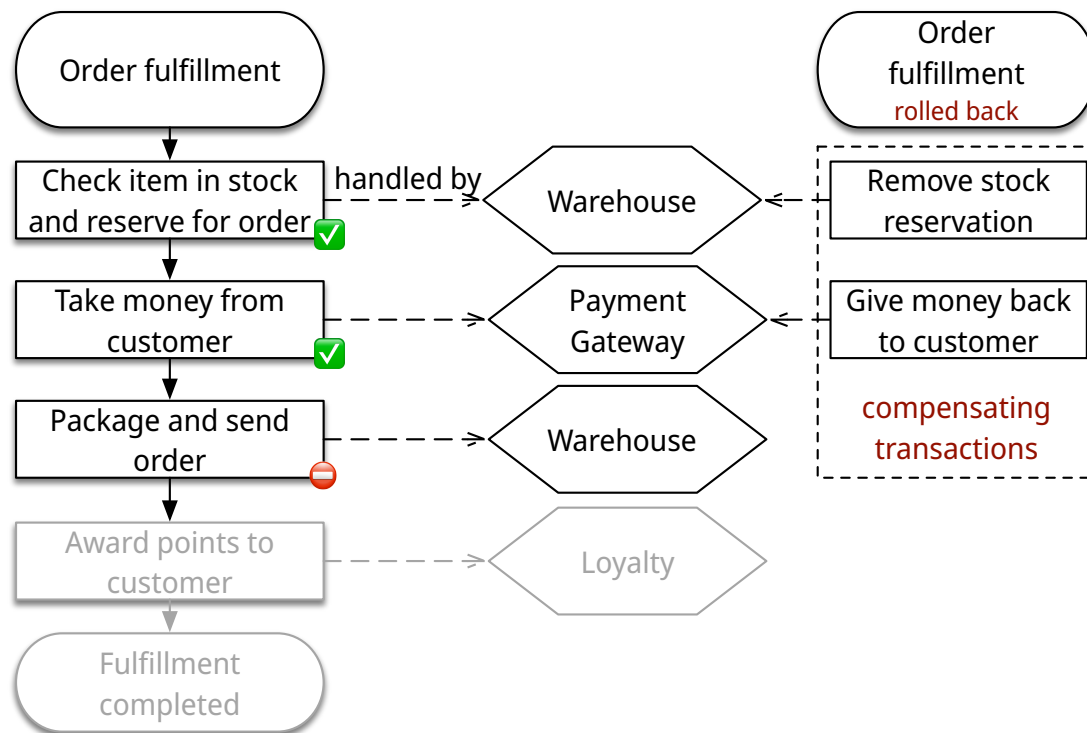 Order fulfillment
Order
fulfillment
rolled back
Check item in stock
and reserve for order
handled by
Warehouse
Remove stock
reservation
Take money from
customer
Payment
Gateway
Give money back
to customer
Package and send
order
Warehouse
compensating
transactions
Award points to
customer
Loyalty
Fulfillment
completed